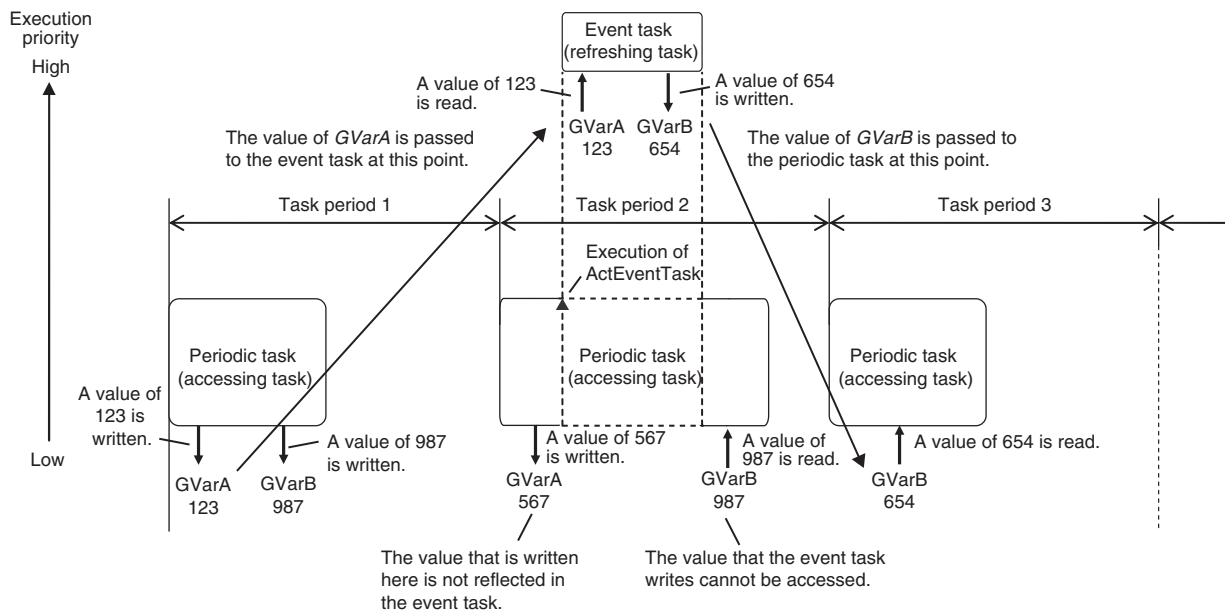 Execution
priority
High
Low
Event task
(refreshing task)
A value of 123
is read.
A value of 654
is written.
GVarA
123
GVarB
654
The value of GVarA is passed
to the event task at this point.
The value of GVarB is passed to
the periodic task at this point.
Task period 1
Task period 2
Task period 3
Execution of
ActEventTask
Periodic task
(accessing task)
Periodic task
(accessing task)
Periodic task
(accessing task)
A value of
123 is
written.
A value of 987
is written.
GVarA
123
GVarB
987
A value of 567
is written.
GVarA
567
A value of
987 is read.
GVarB
987
A value of 654 is read.
GVarB
654
The value that is written
here is not reflected in
the event task.
The value that the event task
writes cannot be accessed.